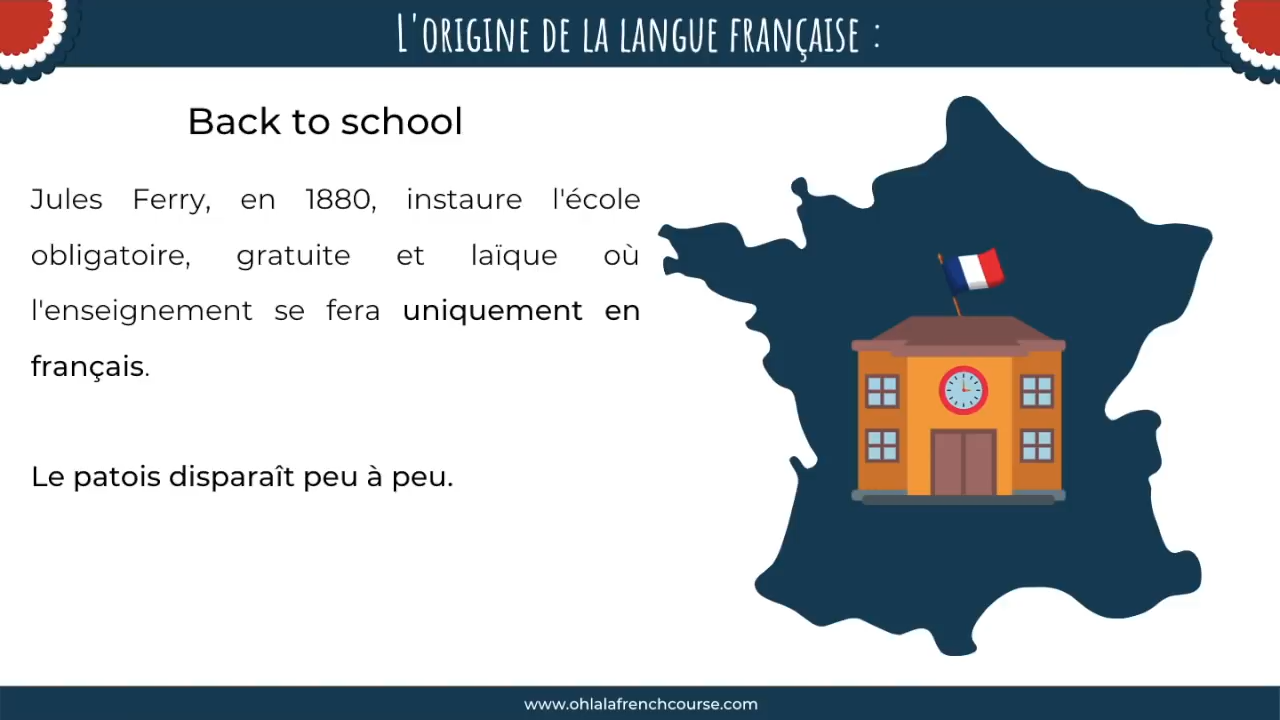 L'ORIGINE DE LA LANGUE FRANÇAISE :
Back to school
Jules Ferry, en 1880, instaure l'école
obligatoire, gratuite et laïque où
l'enseignement se fera uniquement en
français.
Le patois disparaît peu à peu.
www.ohlalafrenchcourse.com